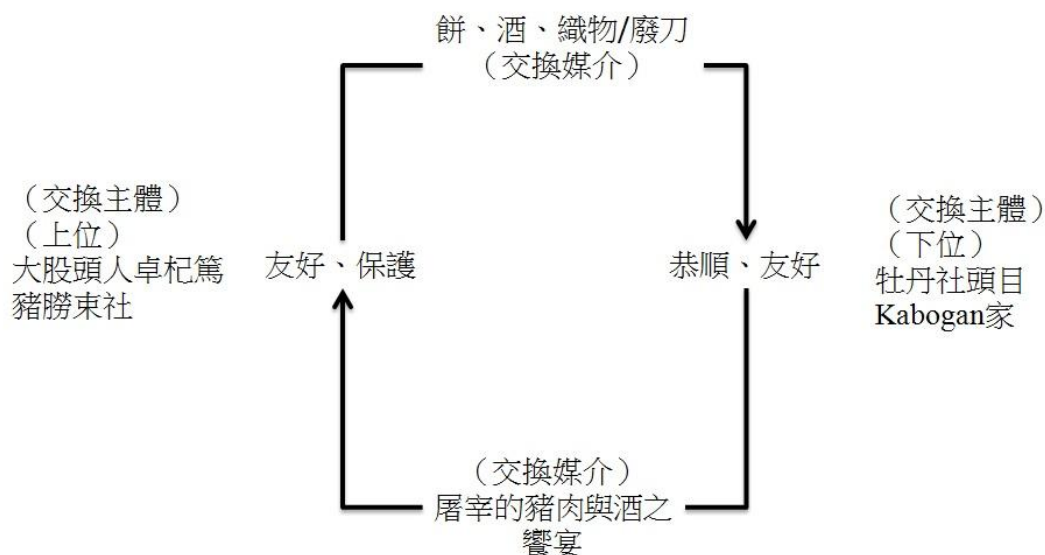 餅、酒、織物/廢刀
（交換媒介）
（交換主體）
（上位）
大股頭人卓杞篤
豬朥束社
友好、保護
恭順、友好
（交換主體）
（下位）
牡丹社頭目
Kabogan家
（交換媒介）
屠宰的豬肉與酒之
饗宴